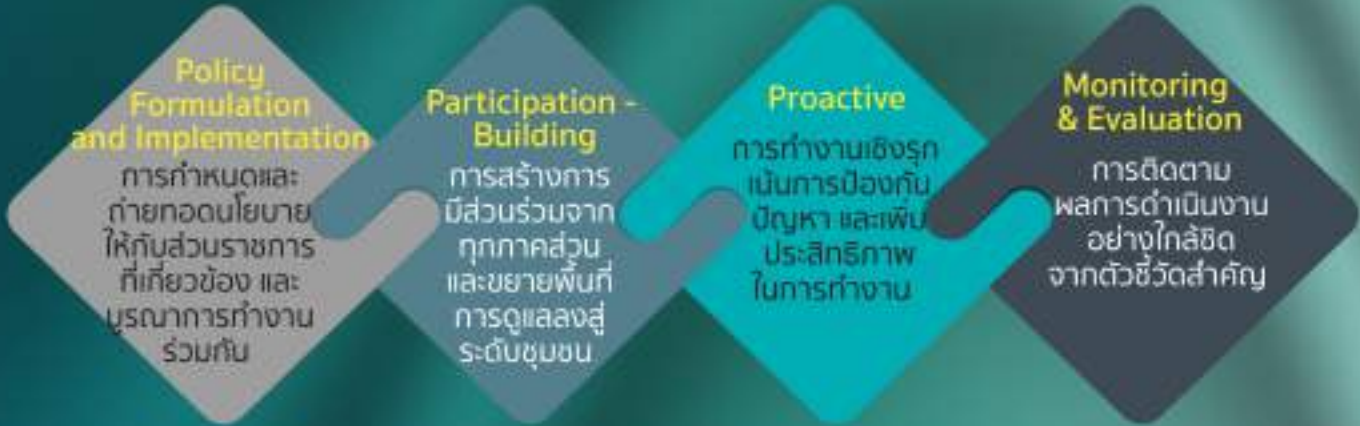 Policy
Formulation
and Implementation
การกำหนดและ
ถ่ายทอดนโยบาย
ให้กับส่วนราชการ
ที่เกี่ยวข้อง และ
บูรณาการทำงาน
ร่วมกัน
Participation -
Building
การสร้างการ
มีส่วนร่วมจาก
ทุกภาคส่วน
และขยายพื้นที่
การดูแลลงสู่
ระดับชุมชน
Proactive
การทำงานเชิงรุก
เน้นการป้องกัน
ปัญหา และเพิ่ม
ประสิทธิภาพ
ในการทำงาน
Monitoring
& Evaluation
การติดตาม
ผลการดำเนินงาน
อย่างใกล้ชิด
จากตัวชี้วัดสำคัญ